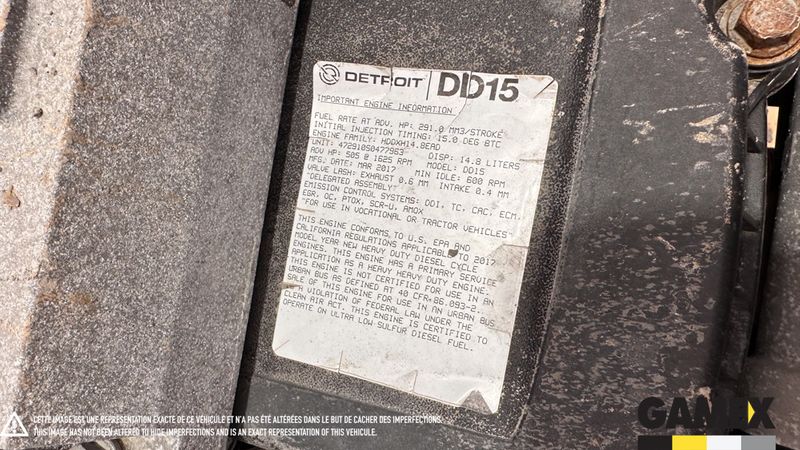 DETROIT DD15
IMPORTANT ENGINE INFORMATION
FUEL RATE AT ADV. HP: 291.0 MM3/STROKE
INITIAL INJECTION TIMING: 15.0 DEG BTC
ENGINE FAMILY: HDDXH14.8EAD
UNIT: 472910S0477963 DISP: 14.8 LITERS
ADV HP: 505 @ 1625 RPM MODEL: DD15
MFG. DATE: MAR 2017 MIN IDLE: 600 RPM
VALVE LASH: EXHAUST 0.6 MM INTAKE 0.4 MM
"DELEGATED ASSEMBLY"
EMISSION CONTROL SYSTEMS: DDI, TC, CAC, ECM,
EGR, OC, PTOX, SCR-U, AMOX
"FOR USE IN VOCATIONAL OR TRACTOR VEHICLES"
THIS ENGINE CONFORMS TO U.S. EPA AND
CALIFORNIA REGULATIONS APPLICABLE TO 2017
MODEL YEAR NEW HEAVY DUTY DIESEL CYCLE
ENGINES. THIS ENGINE HAS A PRIMARY SERVICE
APPLICATION AS A HEAVY HEAVY DUTY ENGINE.
THIS ENGINE IS NOT CERTIFIED FOR USE IN AN
URBAN BUS AS DEFINED AT 40 CFR.86.093-2.
SALE OF THIS ENGINE FOR USE IN AN URBAN BUS
A VIOLATION OF FEDERAL LAW UNDER THE
CLEAN AIR ACT. THIS ENGINE IS CERTIFIED TO
OPERATE ON ULTRA LOW SULFUR DIESEL FUEL.
CETTE IMAGE EST UNE REPRÉSENTATION EXACTE DE CE VÉHICULE ET N'A PAS ÉTÉ ALTÉRÉES DANS LE BUT DE CACHER DES IMPERFECTIONS.
THIS IMAGE HAS NOT BEEN ALTERED TO HIDE IMPERFECTIONS AND IS AN EXACT REPRESENTATION OF THIS VEHICLE.
GAMEX